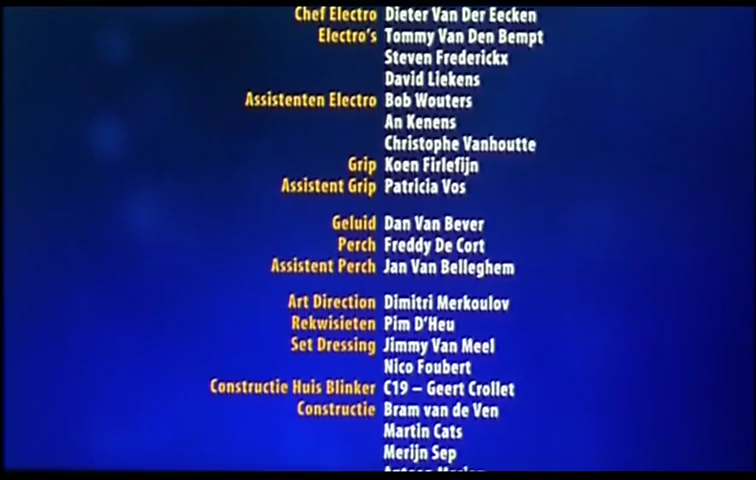 Chef Electro Dieter Van Der Eecken
Electro's Tommy Van Den Bempt
Steven Frederickx
David Liekens
Assistenten Electro Bob Wouters
An Kenens
Christophe Vanhoutte
Grip Koen Firlefijn
Assistent Grip Patricia Vos
Geluid Dan Van Bever
Perch Freddy De Cort
Assistent Perch Jan Van Belleghem
Art Direction Dimitri Merkoulov
Rekwisieten Pim D'Heu
Set Dressing Jimmy Van Meel
Nico Foubert
Constructie Huis Blinker C19 – Geert Crollet
Constructie Bram van de Ven
Martin Cats
Merijn Sep